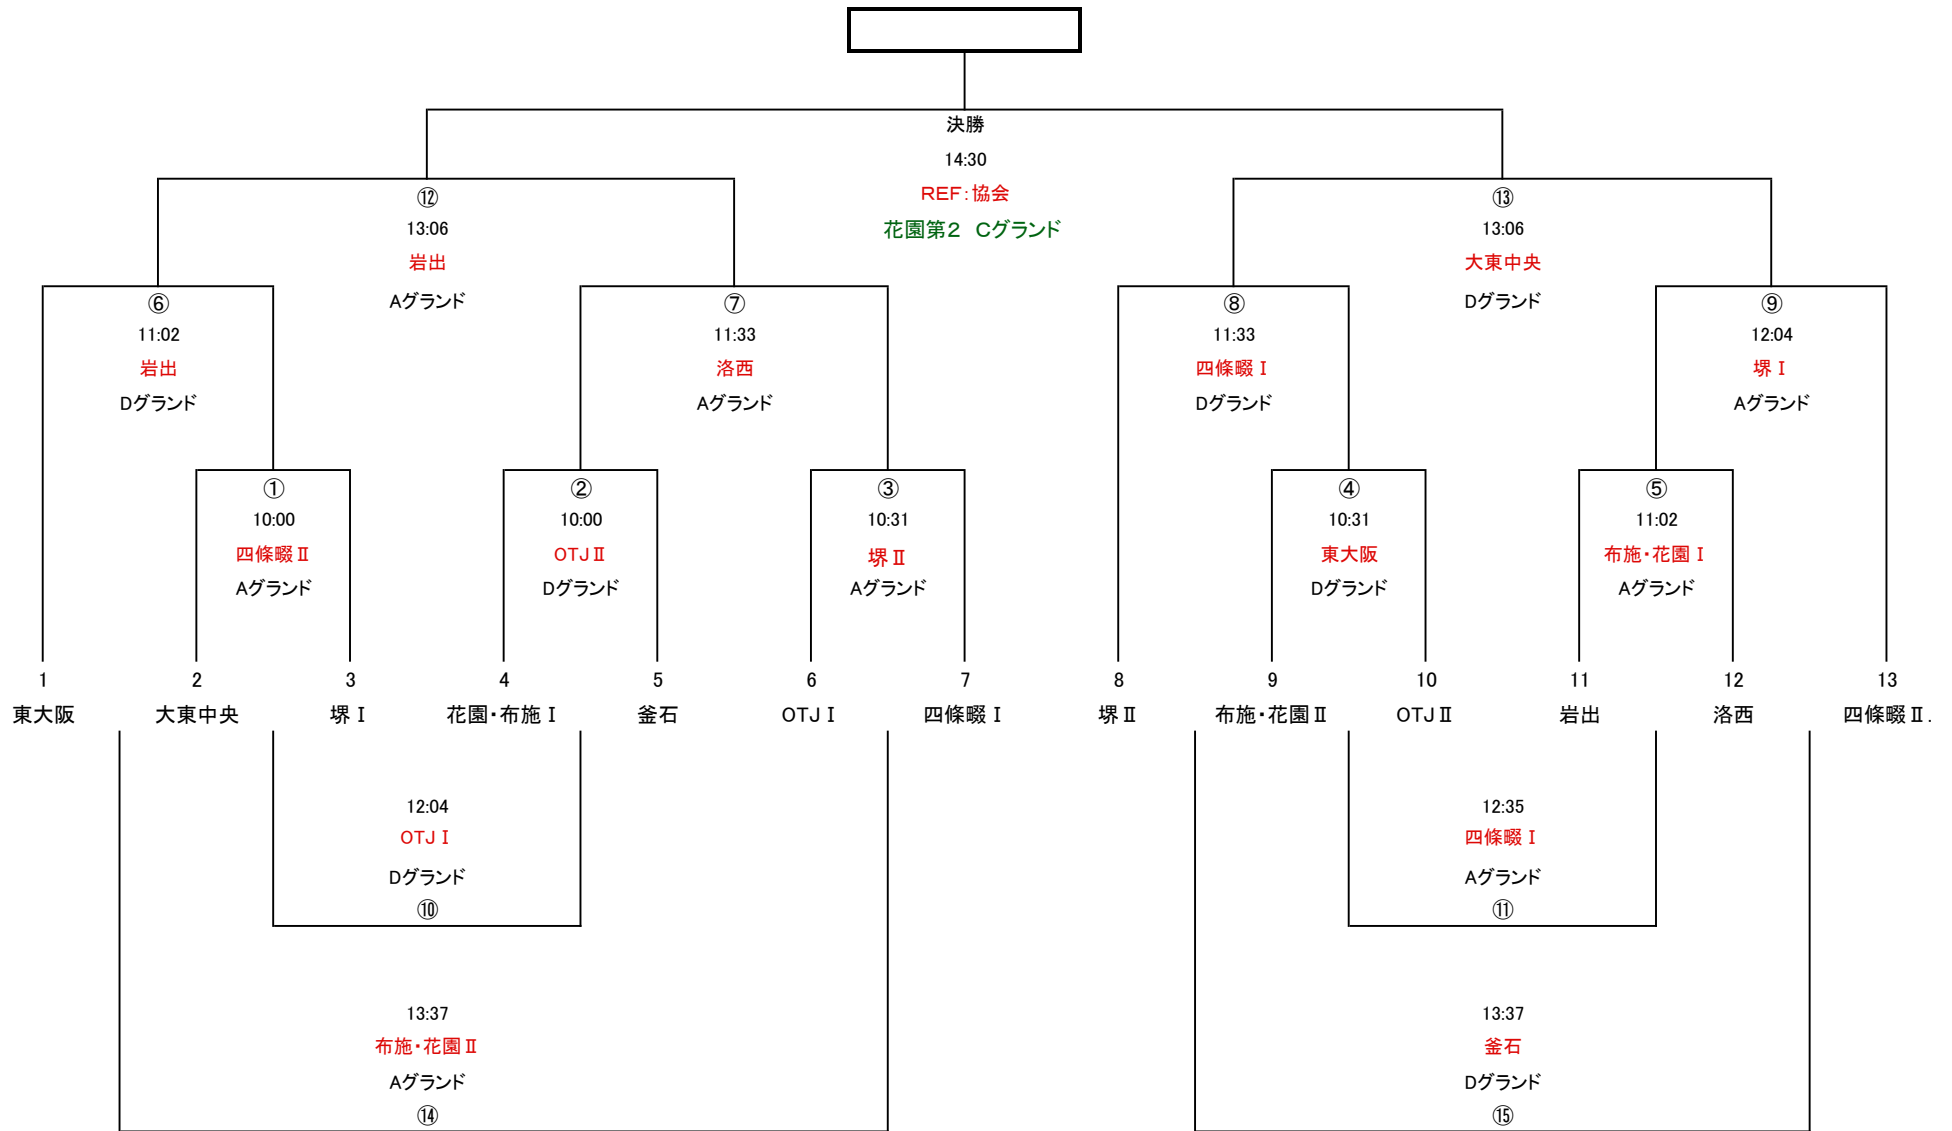 決勝
14:30
REF：協会
花園第2　Cグランド
⑫
13:06
岩出
Aグランド
⑬
13:06
大東中央
Dグランド
⑥
11:02
岩出
Dグランド
⑦
11:33
洛西
Aグランド
⑧
11:33
四條畷Ⅰ
Dグランド
⑨
12:04
堺Ⅰ
Aグランド
①
10:00
四條畷Ⅱ
Aグランド
②
10:00
OTJⅡ
Dグランド
③
10:31
堺Ⅱ
Aグランド
④
10:31
東大阪
Dグランド
⑤
11:02
布施・花園Ⅰ
Aグランド
1 2 3 4 5 6 7 8 9 10 11 12 13
東大阪 大東中央 堺Ⅰ 花園・布施Ⅰ 釜石 OTJⅠ 四條畷Ⅰ 堺Ⅱ 布施・花園Ⅱ OTJⅡ 岩出 洛西 四條畷Ⅱ.
12:04
OTJⅠ
Dグランド
⑩
12:35
四條畷Ⅰ
Aグランド
⑪
13:37
布施・花園Ⅱ
Aグランド
⑭
13:37
釜石
Dグランド
⑮